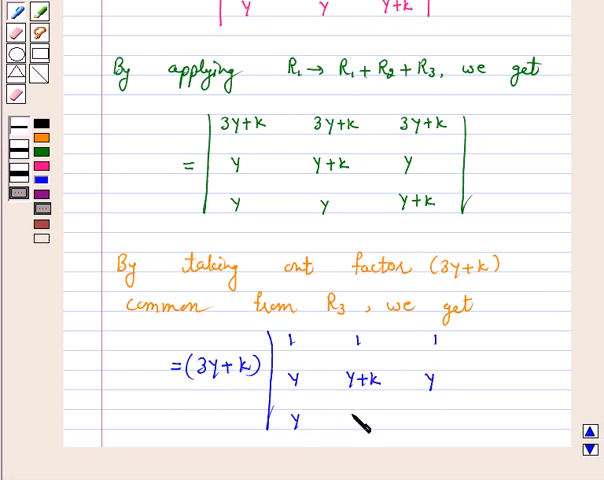 y y y+k
By applying R₁ → R₁ + R₂ + R₃, we get
3y+k 3y+k 3y+k
= y y+k y
y y y+k
By taking out factor (3y+k)
common from R₃, we get
1 1 1
= (3y+k) y y+k y
y